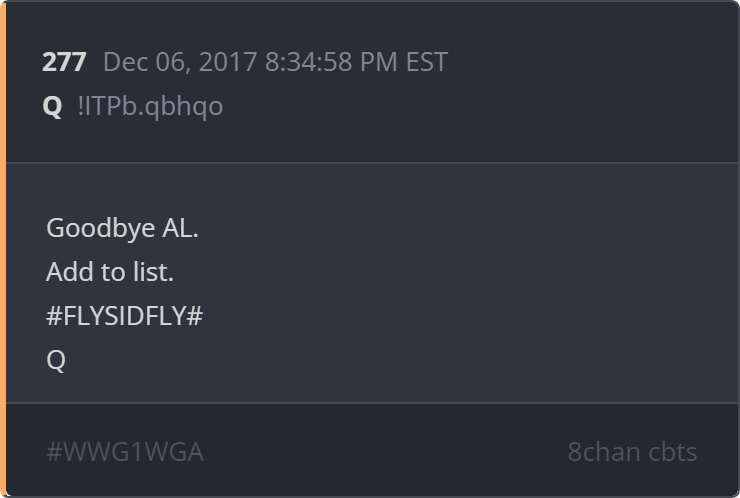 277 Dec 06, 2017 8:34:58 PM EST
Q !ITPb.qbhqo
Goodbye AL.
Add to list.
#FLYSIDFLY#
Q
#WWG1WGA 8chan cbts